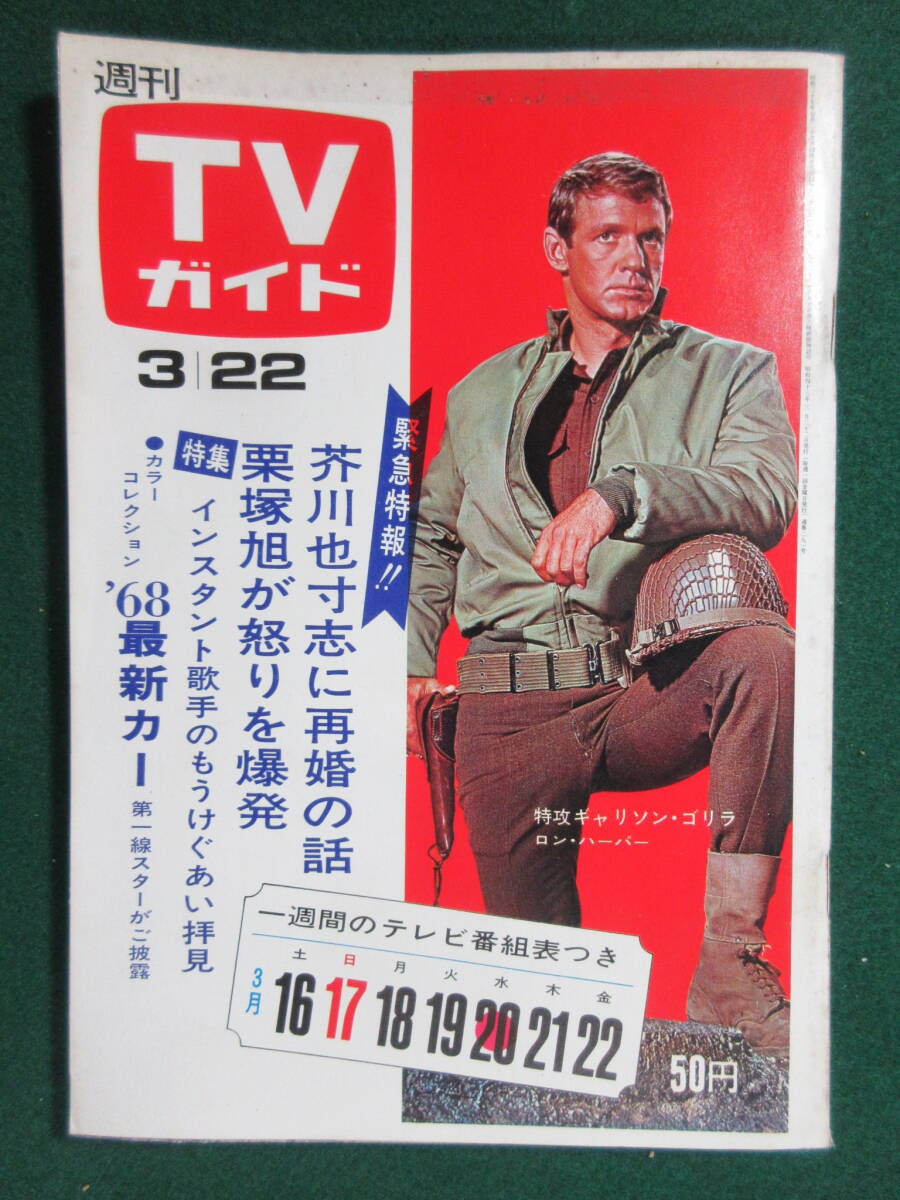 週刊
TV
ガイド
3|22
緊急特報!!
芥川也寸志に再婚の話
栗塚旭が怒りを爆発
特集
インスタント歌手のもうけぐあい拝見
●カラー
コレクション
'68最新カー
第一線スターがご披露
特攻ギャリソン・ゴリラ
ロン・ハーパー
一週間のテレビ番組表つき
土 日 月 火 水 木 金
3月
16 17 18 19 20 21 22
50円